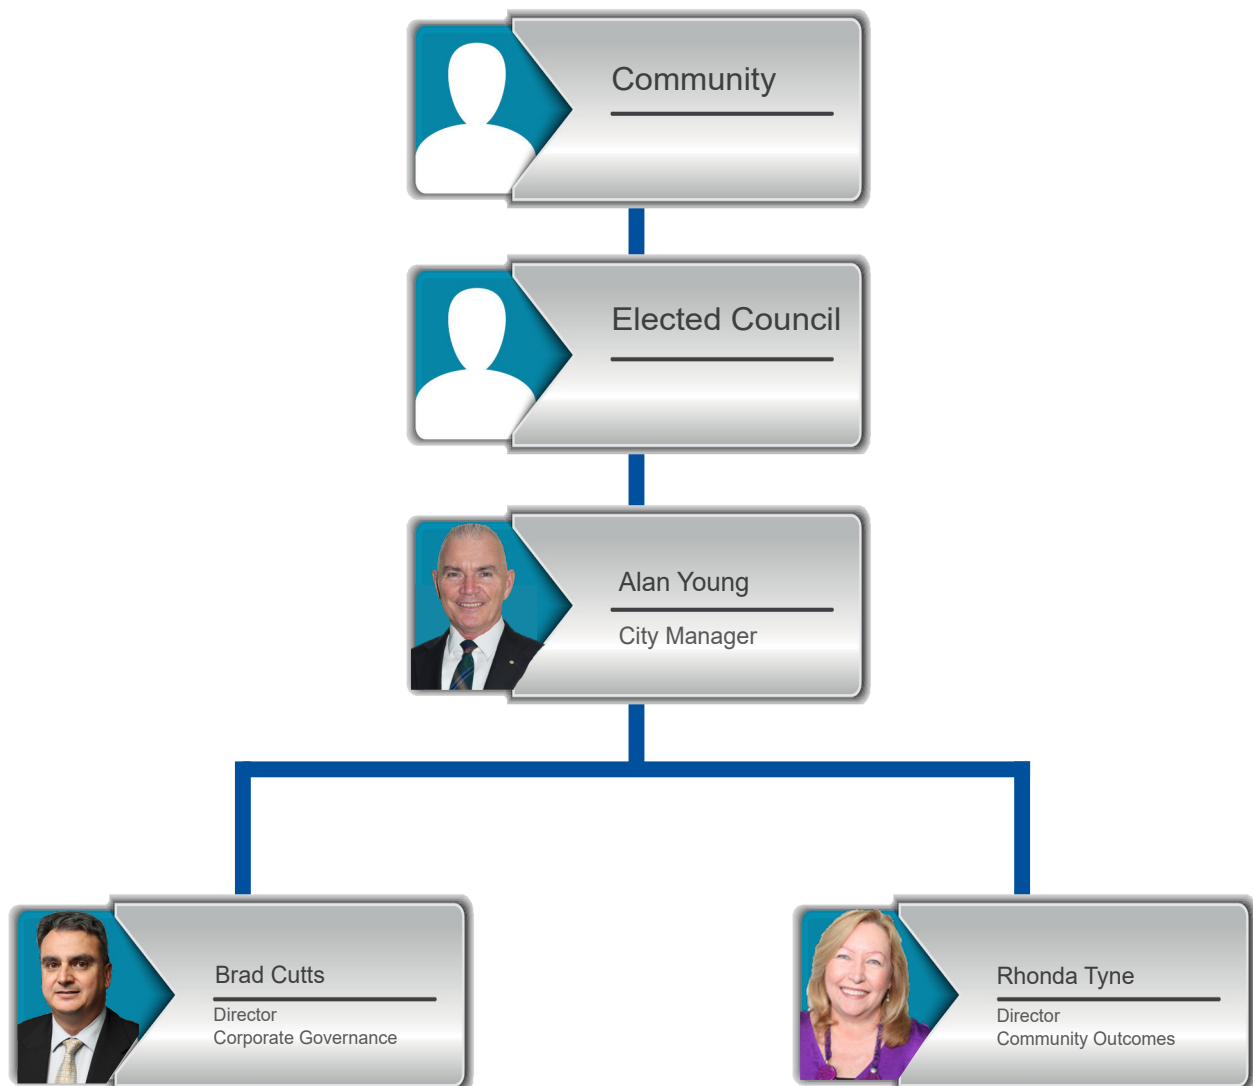 Community
Elected Council
Alan Young
City Manager
Brad Cutts
Director
Corporate Governance
Rhonda Tyne
Director
Community Outcomes